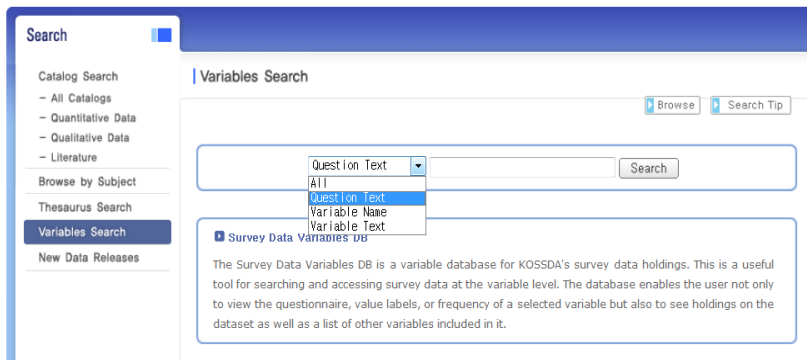 Search
Catalog Search
- All Catalogs
- Quantitative Data
- Qualitative Data
- Literature
Browse by Subject
Thesaurus Search
Variables Search
New Data Releases
Variables Search
Browse
Search Tip
Question Text
Search
All
Question Text
Variable Name
Variable Text
Survey Data Variables DB
The Survey Data Variables DB is a variable database for KOSSDA's survey data holdings. This is a useful
tool for searching and accessing survey data at the variable level. The database enables the user not only
to view the questionnaire, value labels, or frequency of a selected variable but also to see holdings on the
dataset as well as a list of other variables included in it.